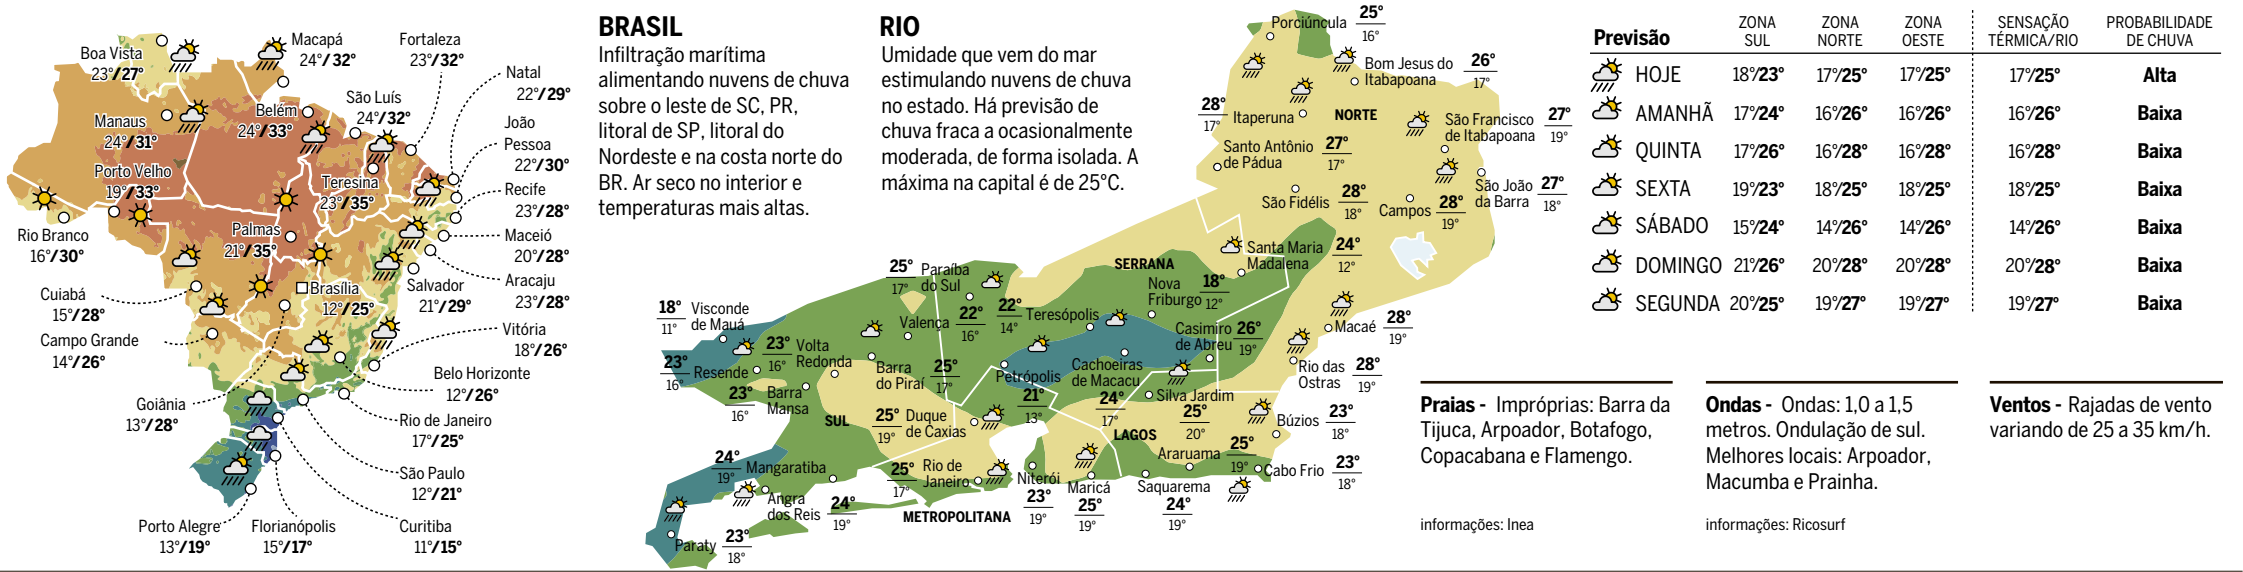 Boa Vista
23°/27°
Macapá
24°/32°
Fortaleza
23°/32°
Natal
22°/29°
São Luís
24°/32°
Belém
24°/33°
Manaus
24°/31°
João
Pessoa
22°/30°
Porto Velho
19°/33°
Teresina
23°/35°
Recife
23°/28°
Rio Branco
16°/30°
Palmas
21°/35°
Maceió
20°/28°
Aracaju
23°/28°
Salvador
21°/29°
Cuiabá
15°/28°
Brasília
12°/25°
Campo Grande
14°/26°
Vitória
18°/26°
Belo Horizonte
12°/26°
Goiânia
13°/28°
Rio de Janeiro
17°/25°
São Paulo
12°/21°
Porto Alegre
13°/19°
Florianópolis
15°/17°
Curitiba
11°/15°
BRASIL
Infiltração marítima
alimentando nuvens de chuva
sobre o leste de SC, PR,
litoral de SP, litoral do
Nordeste e na costa norte do
BR. Ar seco no interior e
temperaturas mais altas.
RIO
Umidade que vem do mar
estimulando nuvens de chuva
no estado. Há previsão de
chuva fraca a ocasionalmente
moderada, de forma isolada. A
máxima na capital é de 25°C.
Porciúncula 25°
16°
Bom Jesus do
Itabapoana 26°
17°
28°
17° Itaperuna
NORTE
São Francisco
de Itabapoana 27°
19°
Santo Antônio
de Pádua 27°
17°
São Fidélis 28°
18°
Campos 28°
19°
São João
da Barra 27°
18°
Santa Maria
Madalena 24°
12°
SERRANA
25°
17° Paraíba
do Sul
Nova
Friburgo 18°
12°
18°
11° Visconde
de Mauá
Valença 22°
16°
22°
14° Teresópolis
Casimiro
de Abreu 26°
19°
Macaé 28°
19°
23°
16° Resende
23°
16° Volta
Redonda
Barra
do Piraí 25°
17°
Petrópolis
21°
13°
Cachoeiras
de Macacu
24°
17°
Rio das
Ostras 28°
19°
23°
16° Barra
Mansa
Silva Jardim
25°
20°
SUL
25°
19° Duque
de Caxias
LAGOS
Búzios 23°
18°
Araruama 25°
19°
Cabo Frio 23°
18°
24°
19° Mangaratiba
25°
17° Rio de
Janeiro
Niterói
23°
19°
Maricá
25°
19°
Saquarema
24°
19°
Angra
dos Reis 24°
19°
METROPOLITANA
Paraty 23°
18°
Previsão ZONA SUL ZONA NORTE ZONA OESTE SENSAÇÃO TÉRMICA/RIO PROBABILIDADE DE CHUVA
HOJE 18°/23° 17°/25° 17°/25° 17°/25° Alta
AMANHÃ 17°/24° 16°/26° 16°/26° 16°/26° Baixa
QUINTA 17°/26° 16°/28° 16°/28° 16°/28° Baixa
SEXTA 19°/23° 18°/25° 18°/25° 18°/25° Baixa
SÁBADO 15°/24° 14°/26° 14°/26° 14°/26° Baixa
DOMINGO 21°/26° 20°/28° 20°/28° 20°/28° Baixa
SEGUNDA 20°/25° 19°/27° 19°/27° 19°/27° Baixa
Praias - Impróprias: Barra da
Tijuca, Arpoador, Botafogo,
Copacabana e Flamengo.
informações: Inea
Ondas - Ondas: 1,0 a 1,5
metros. Ondulação de sul.
Melhores locais: Arpoador,
Macumba e Prainha.
informações: Ricosurf
Ventos - Rajadas de vento
variando de 25 a 35 km/h.